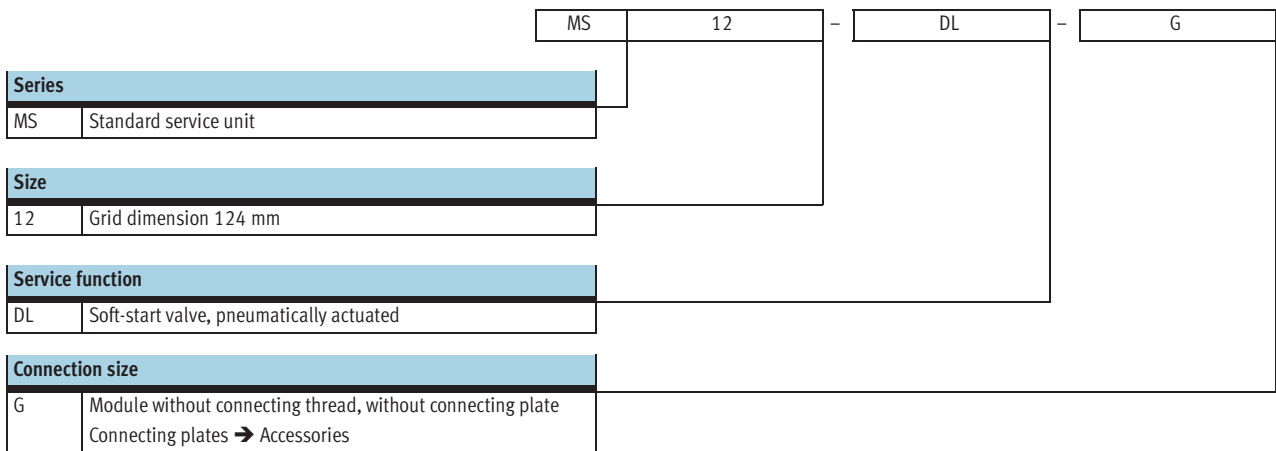 MS 12 – DL – G
Series
MS Standard service unit
Size
12 Grid dimension 124 mm
Service function
DL Soft-start valve, pneumatically actuated
Connection size
G Module without connecting thread, without connecting plate
Connecting plates ➔ Accessories